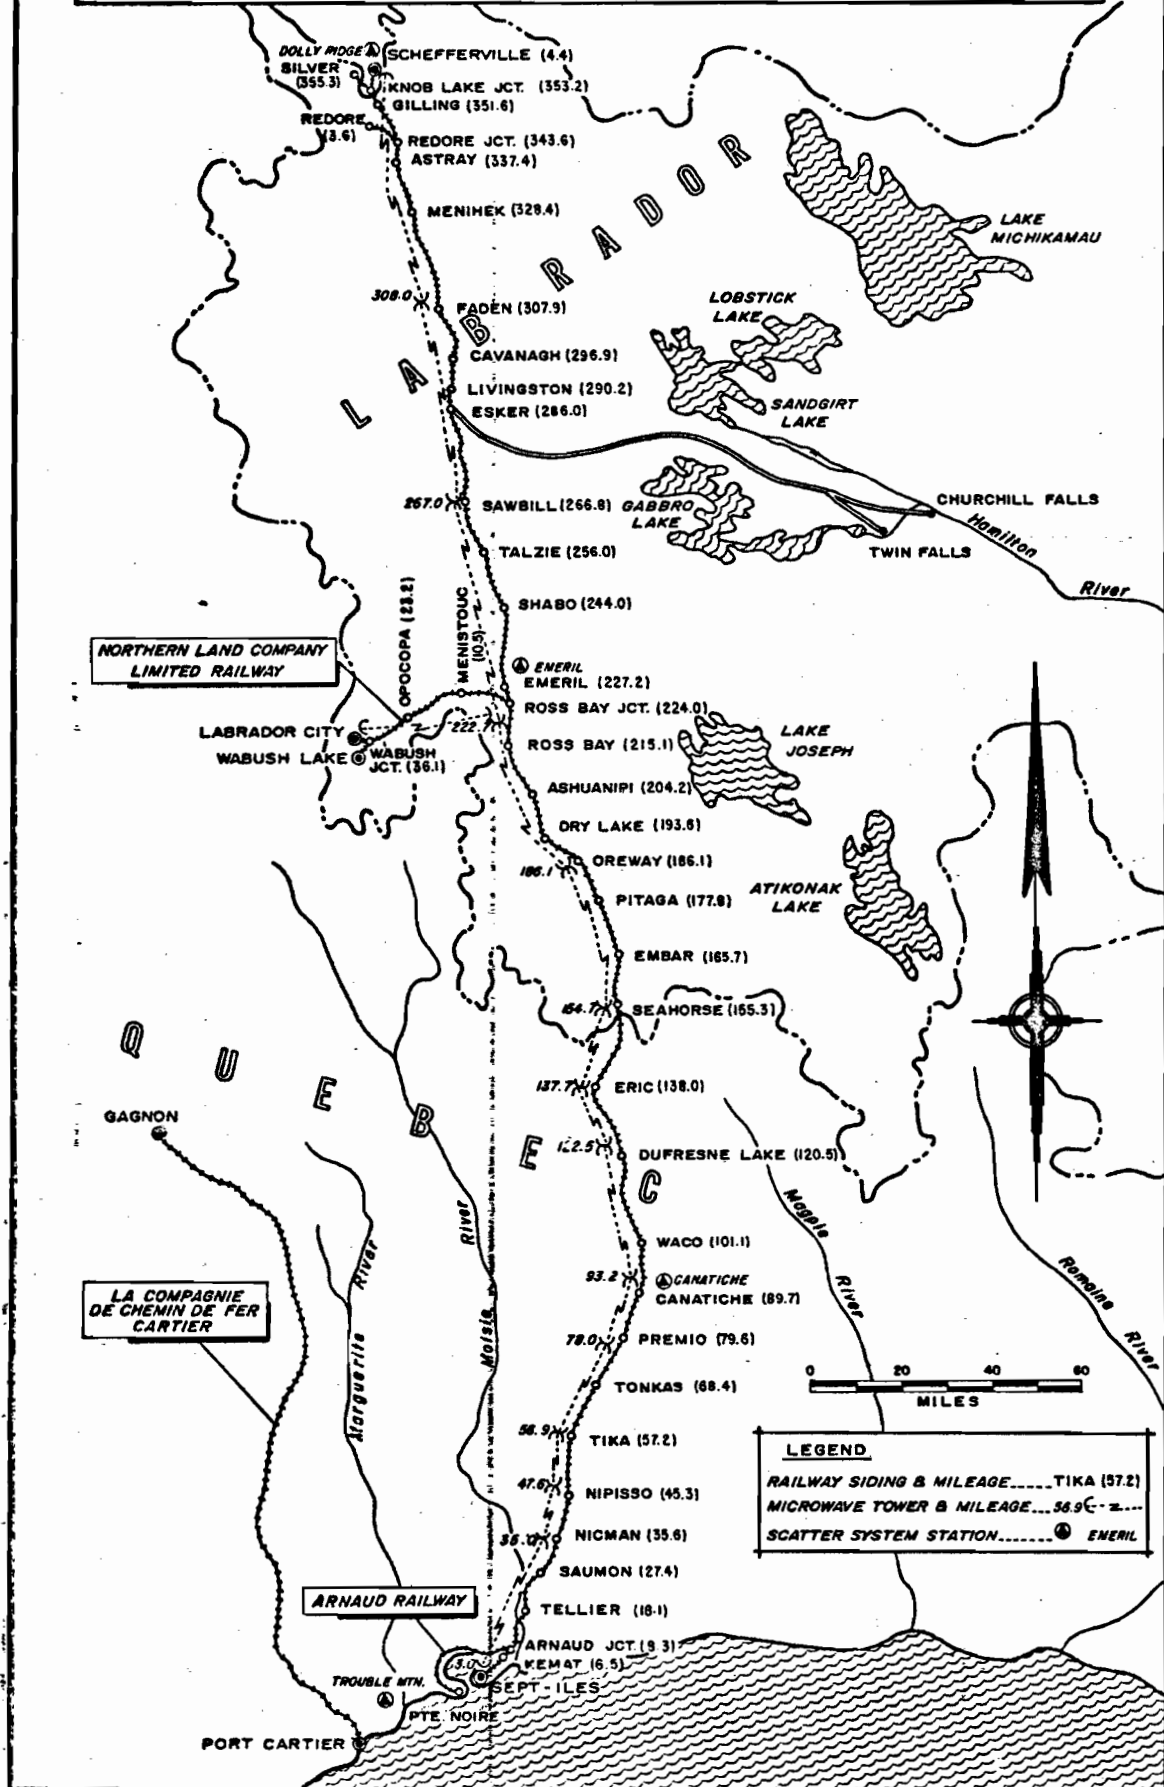 DOLLY RIDGE
SCHEFFERVILLE (4.4)
SILVER
(355.3)
KNOB LAKE JCT. (353.2)
GILLING (351.6)
REDORE
(3.6)
REDORE JCT. (343.6)
ASTRAY (337.4)
MENIHEK (328.4)
LABRADOR
LAKE
MICHIKAMAU
308.0
FADEN (307.9)
LOBSTICK
LAKE
CAVANAGH (296.9)
LIVINGSTON (290.2)
ESKER (286.0)
SANDGIRT
LAKE
267.0
SAWBILL (266.8)
GABBRO
LAKE
CHURCHILL FALLS
TWIN FALLS
Hamilton
River
TALZIE (256.0)
OPOCOPA (23.2)
MENISTOUC
(10.5)
SHABO (244.0)
NORTHERN LAND COMPANY
LIMITED RAILWAY
EMERIL
EMERIL (227.2)
ROSS BAY JCT. (224.0)
222.7
LABRADOR CITY
WABUSH LAKE
WABUSH
JCT. (36.1)
ROSS BAY (215.1)
LAKE
JOSEPH
ASHUANIPI (204.2)
DRY LAKE (193.6)
186.1
OREWAY (186.1)
PITAGA (177.8)
ATIKONAK
LAKE
EMBAR (165.7)
154.7
SEAHORSE (155.3)
QUEBEC
137.7
ERIC (138.0)
GAGNON
122.5
DUFRESNE LAKE (120.5)
WACO (101.1)
Magpie
River
Romaine
River
River
Moisie
River
Marguerite
93.2
CANATICHE
CANATICHE (89.7)
LA COMPAGNIE
DE CHEMIN DE FER
CARTIER
78.0
PREMIO (79.6)
TONKAS (68.4)
0 20 40 60
MILES
56.9
TIKA (57.2)
LEGEND
RAILWAY SIDING & MILEAGE.....TIKA (57.2)
MICROWAVE TOWER & MILEAGE...56.9
SCATTER SYSTEM STATION....... EMERIL
47.6
NIPISSO (45.3)
36.0
NICMAN (35.6)
SAUMON (27.4)
ARNAUD RAILWAY
TELLIER (18.1)
ARNAUD JCT. (9.3)
3.0
KEMAT (6.5)
SEPT-ILES
TROUBLE MTN.
PTE. NOIRE
PORT CARTIER